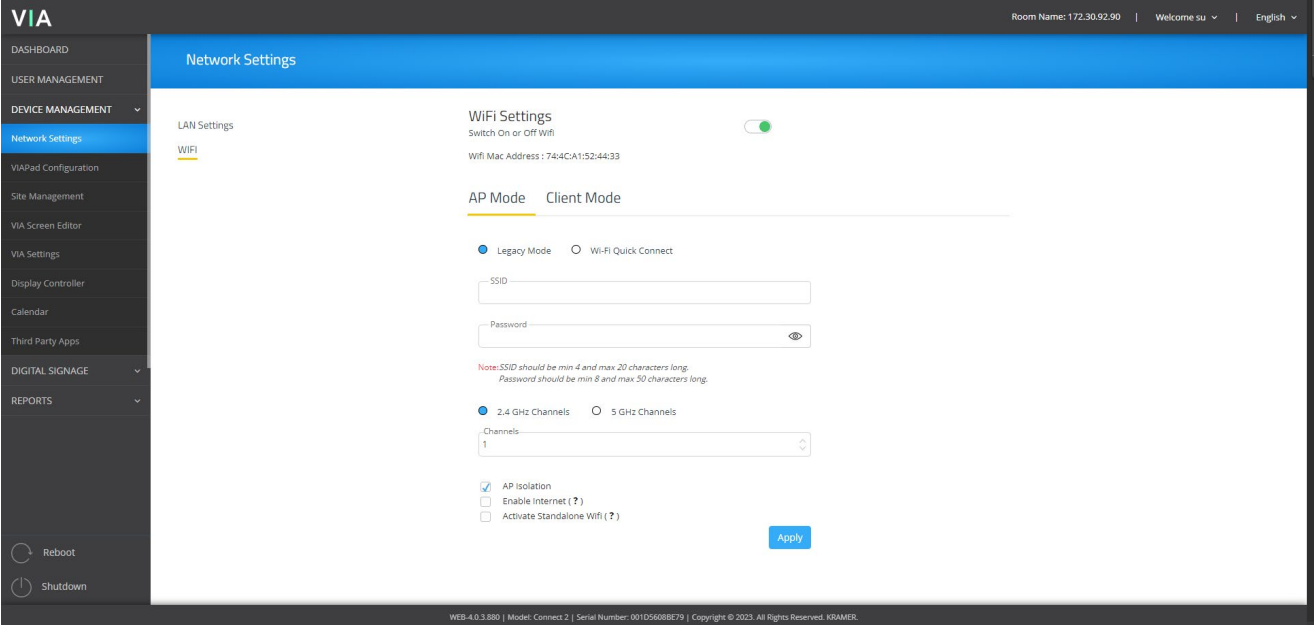 VIA
Room Name: 172.30.92.90 | Welcome su | English
DASHBOARD
USER MANAGEMENT
DEVICE MANAGEMENT
Network Settings
VIAPad Configuration
Site Management
VIA Screen Editor
VIA Settings
Display Controller
Calendar
Third Party Apps
DIGITAL SIGNAGE
REPORTS
Reboot
Shutdown
Network Settings
LAN Settings
WIFI
WiFi Settings
Switch On or Off Wifi
Wifi Mac Address : 74:4C:A1:52:44:33
AP Mode Client Mode
Legacy Mode Wi-Fi Quick Connect
SSID
Password
Note:SSID should be min 4 and max 20 characters long.
Password should be min 8 and max 50 characters long.
2.4 GHz Channels 5 GHz Channels
Channels
1
AP Isolation
Enable Internet ( ? )
Activate Standalone Wifi ( ? )
Apply
WEB-4.0.3.880 | Model: Connect 2 | Serial Number: 001D5608BE79 | Copyright © 2023. All Rights Reserved. KRAMER.